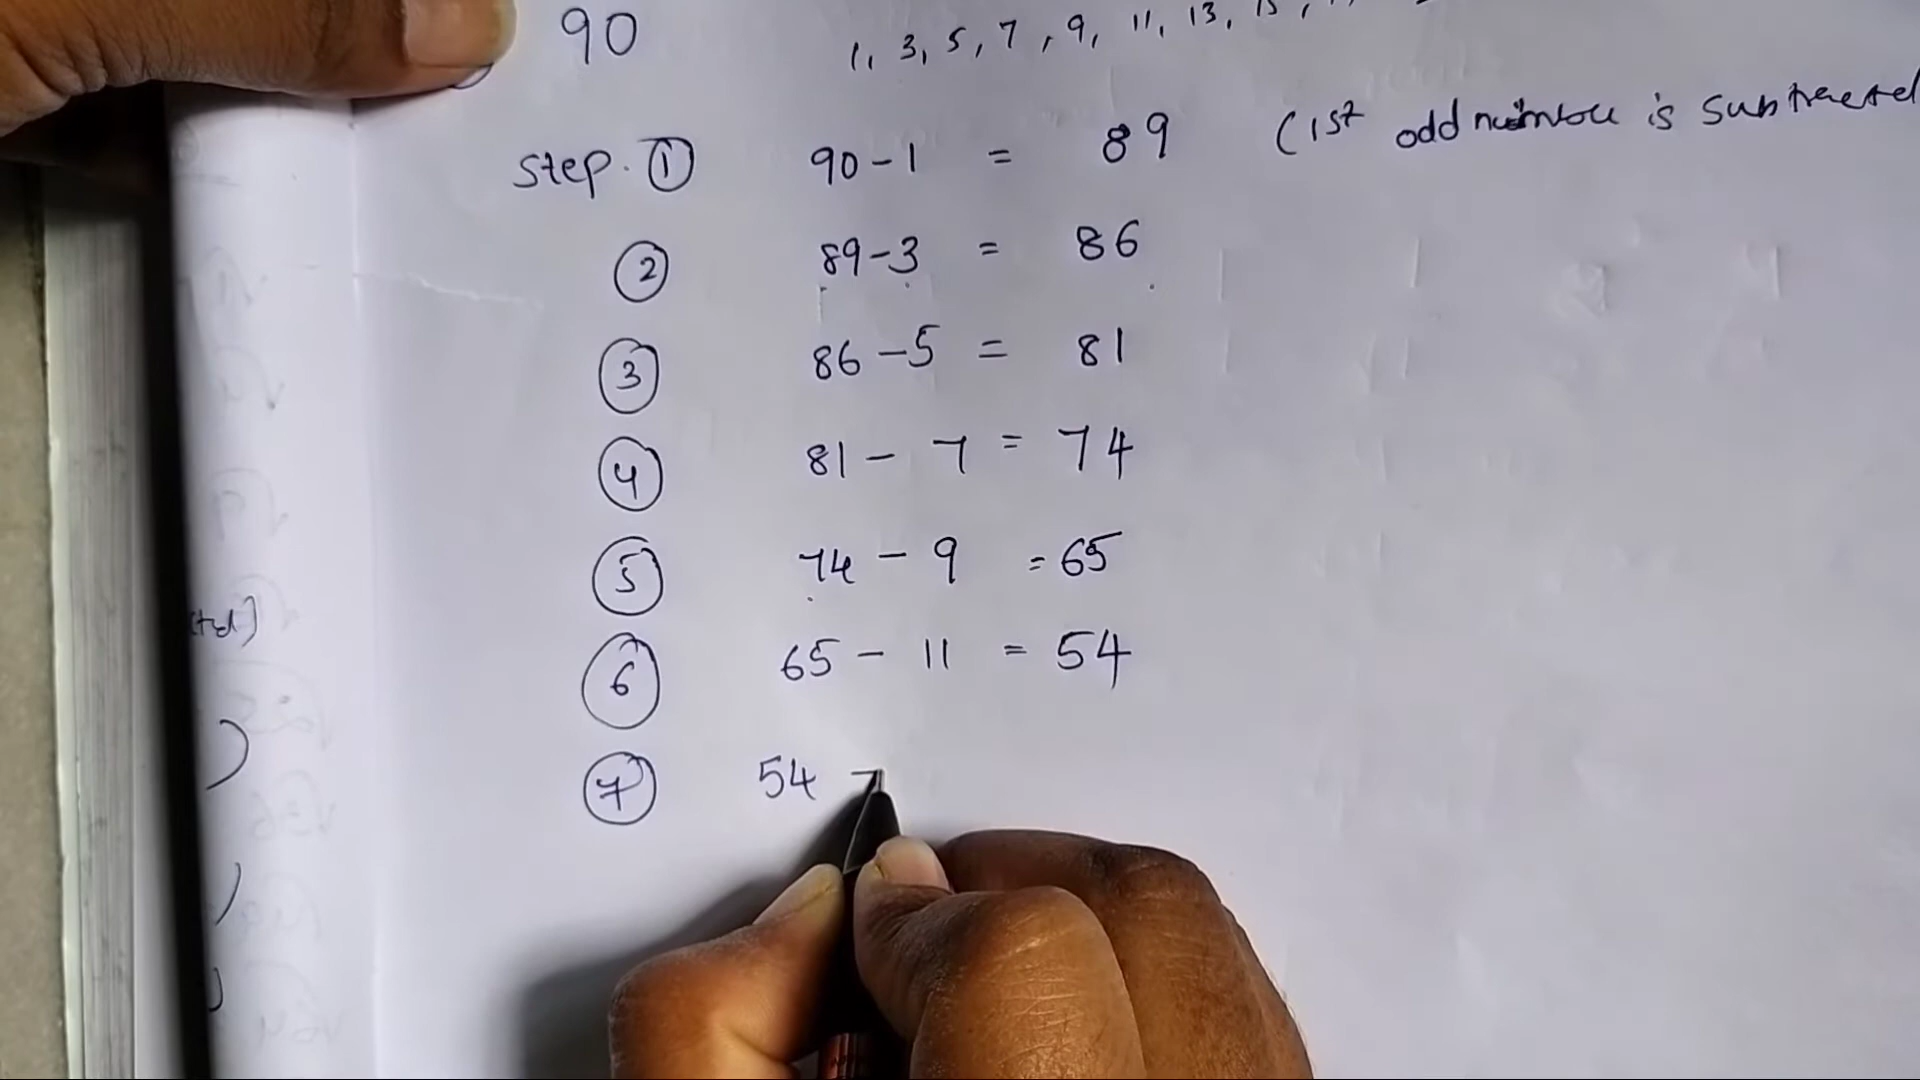 90
1, 3, 5, 7, 9, 11, 13, 15,
Step. ① 90-1 = 89 (1st odd number is subtracted
② 89-3 = 86
③ 86-5 = 81
④ 81-7 = 74
⑤ 74-9 = 65
⑥ 65-11 = 54
⑦ 54 -